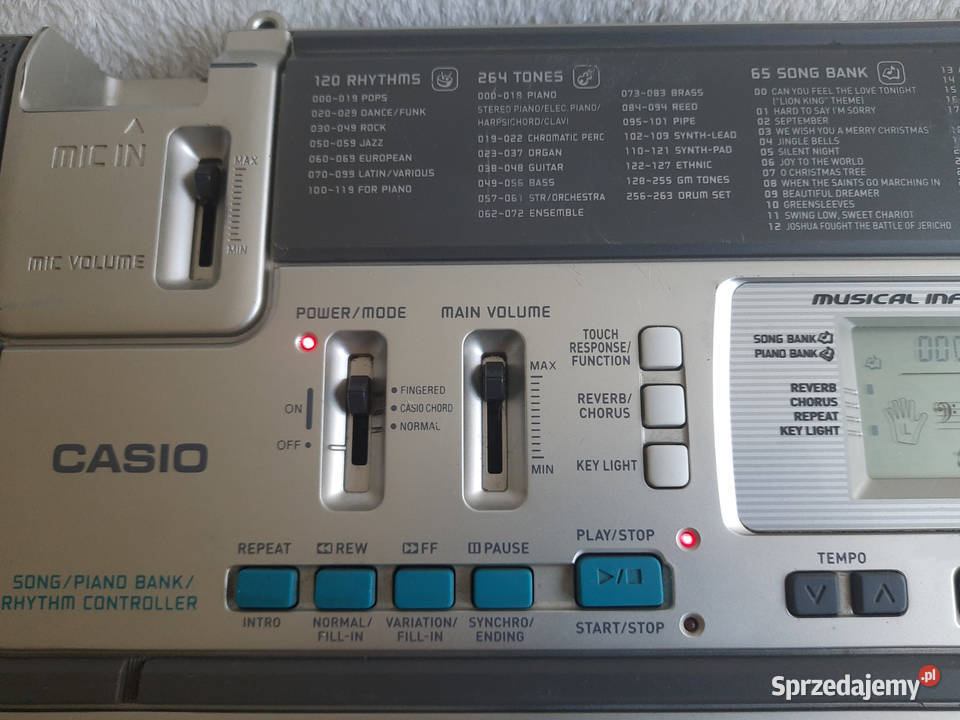 120 RHYTHMS
000-019 POPS
020-029 DANCE/FUNK
030-049 ROCK
050-059 JAZZ
060-069 EUROPEAN
070-099 LATIN/VARIOUS
100-119 FOR PIANO
264 TONES
000-018 PIANO
STEREO PIANO/ELEC. PIANO/
HARPSICHORD/CLAVI
019-022 CHROMATIC PERC
023-037 ORGAN
038-048 GUITAR
049-056 BASS
057-061 STR/ORCHESTRA
062-072 ENSEMBLE
073-083 BRASS
084-094 REED
095-101 PIPE
102-109 SYNTH-LEAD
110-121 SYNTH-PAD
122-127 ETHNIC
128-255 GM TONES
256-263 DRUM SET
65 SONG BANK
00 CAN YOU FEEL THE LOVE TONIGHT
("LION KING" THEME)
01 HARD TO SAY I'M SORRY
02 SEPTEMBER
03 WE WISH YOU A MERRY CHRISTMAS
04 JINGLE BELLS
05 SILENT NIGHT
06 JOY TO THE WORLD
07 O CHRISTMAS TREE
08 WHEN THE SAINTS GO MARCHING IN
09 BEAUTIFUL DREAMER
10 GREENSLEEVES
11 SWING LOW, SWEET CHARIOT
12 JOSHUA FOUGHT THE BATTLE OF JERICHO
13
14
15
MIC IN
MAX
MIN
MIC VOLUME
POWER/MODE
ON
OFF
FINGERED
CASIO CHORD
NORMAL
MAIN VOLUME
MAX
MIN
TOUCH
RESPONSE/
FUNCTION
REVERB/
CHORUS
KEY LIGHT
MUSICAL INF
SONG BANK
PIANO BANK
REVERB
CHORUS
REPEAT
KEY LIGHT
L
CASIO
SONG/PIANO BANK/
RHYTHM CONTROLLER
REPEAT
REW
FF
PAUSE
PLAY/STOP
INTRO
NORMAL/
FILL-IN
VARIATION/
FILL-IN
SYNCHRO/
ENDING
START/STOP
TEMPO
Sprzedajemy.pl